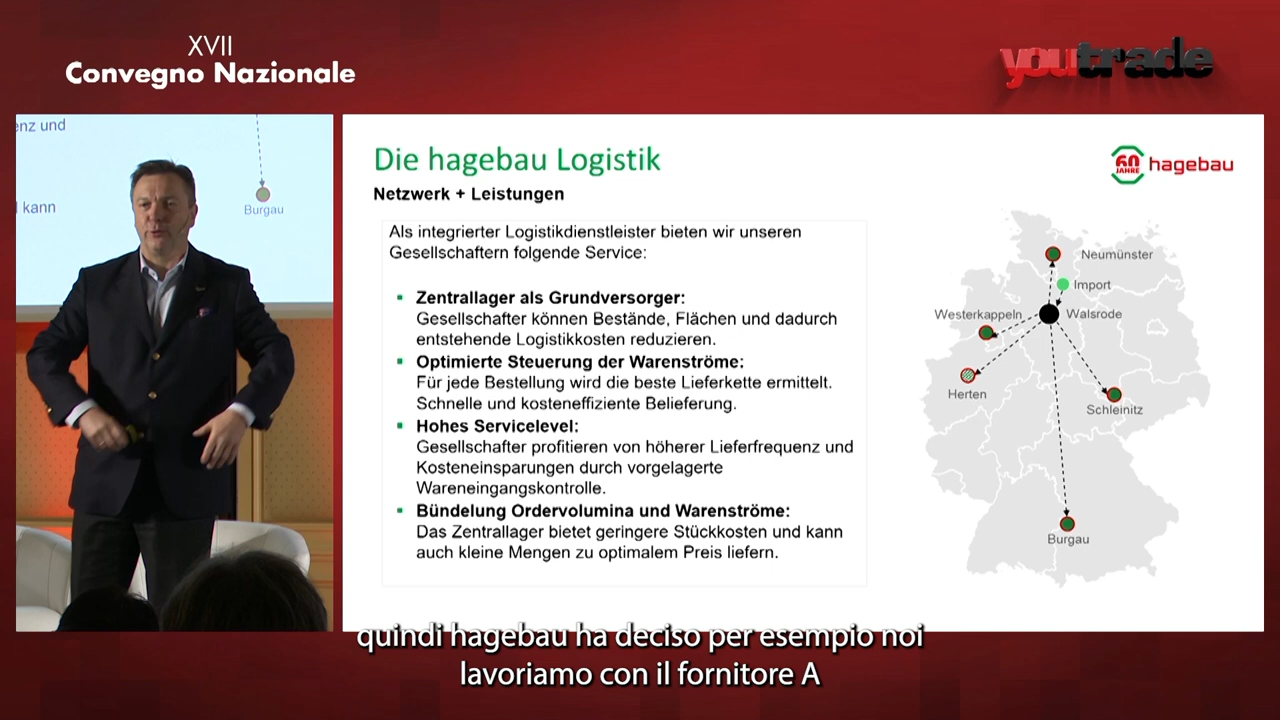 XVII
Convegno Nazionale
youtrade
enz und
kann
Burgau
Die hagebau Logistik
Netzwerk + Leistungen
60
JAHRE
hagebau
Als integrierter Logistikdienstleister bieten wir unseren
Gesellschaftern folgende Service:
▪ Zentrallager als Grundversorger:
Gesellschafter können Bestände, Flächen und dadurch
entstehende Logistikkosten reduzieren.
▪ Optimierte Steuerung der Warenströme:
Für jede Bestellung wird die beste Lieferkette ermittelt.
Schnelle und kosteneffiziente Belieferung.
▪ Hohes Servicelevel:
Gesellschafter profitieren von höherer Lieferfrequenz und
Kosteneinsparungen durch vorgelagerte
Wareneingangskontrolle.
▪ Bündelung Ordervolumina und Warenströme:
Das Zentrallager bietet geringere Stückkosten und kann
auch kleine Mengen zu optimalem Preis liefern.
Neumünster
Import
Westerkappeln
Walsrode
Herten
Schleinitz
Burgau
quindi hagebau ha deciso per esempio noi
lavoriamo con il fornitore A